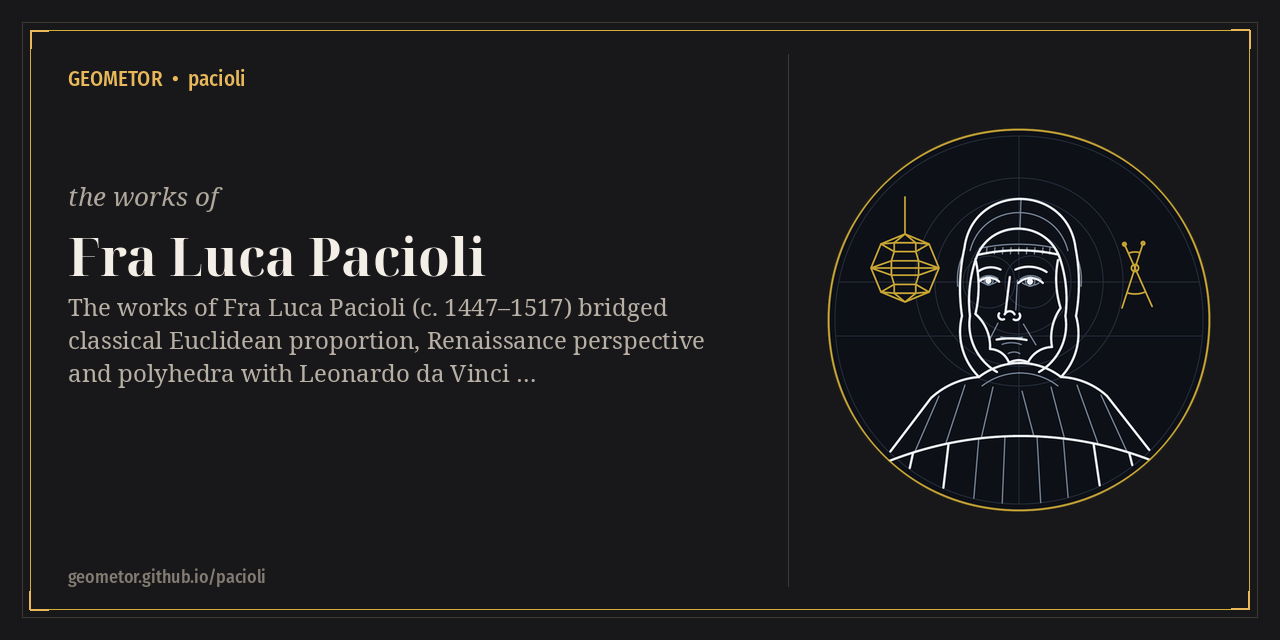 GEOMETOR • pacioli
the works of
Fra Luca Pacioli
The works of Fra Luca Pacioli (c. 1447–1517) bridged
classical Euclidean proportion, Renaissance perspective
and polyhedra with Leonardo da Vinci ...
geometor.github.io/pacioli